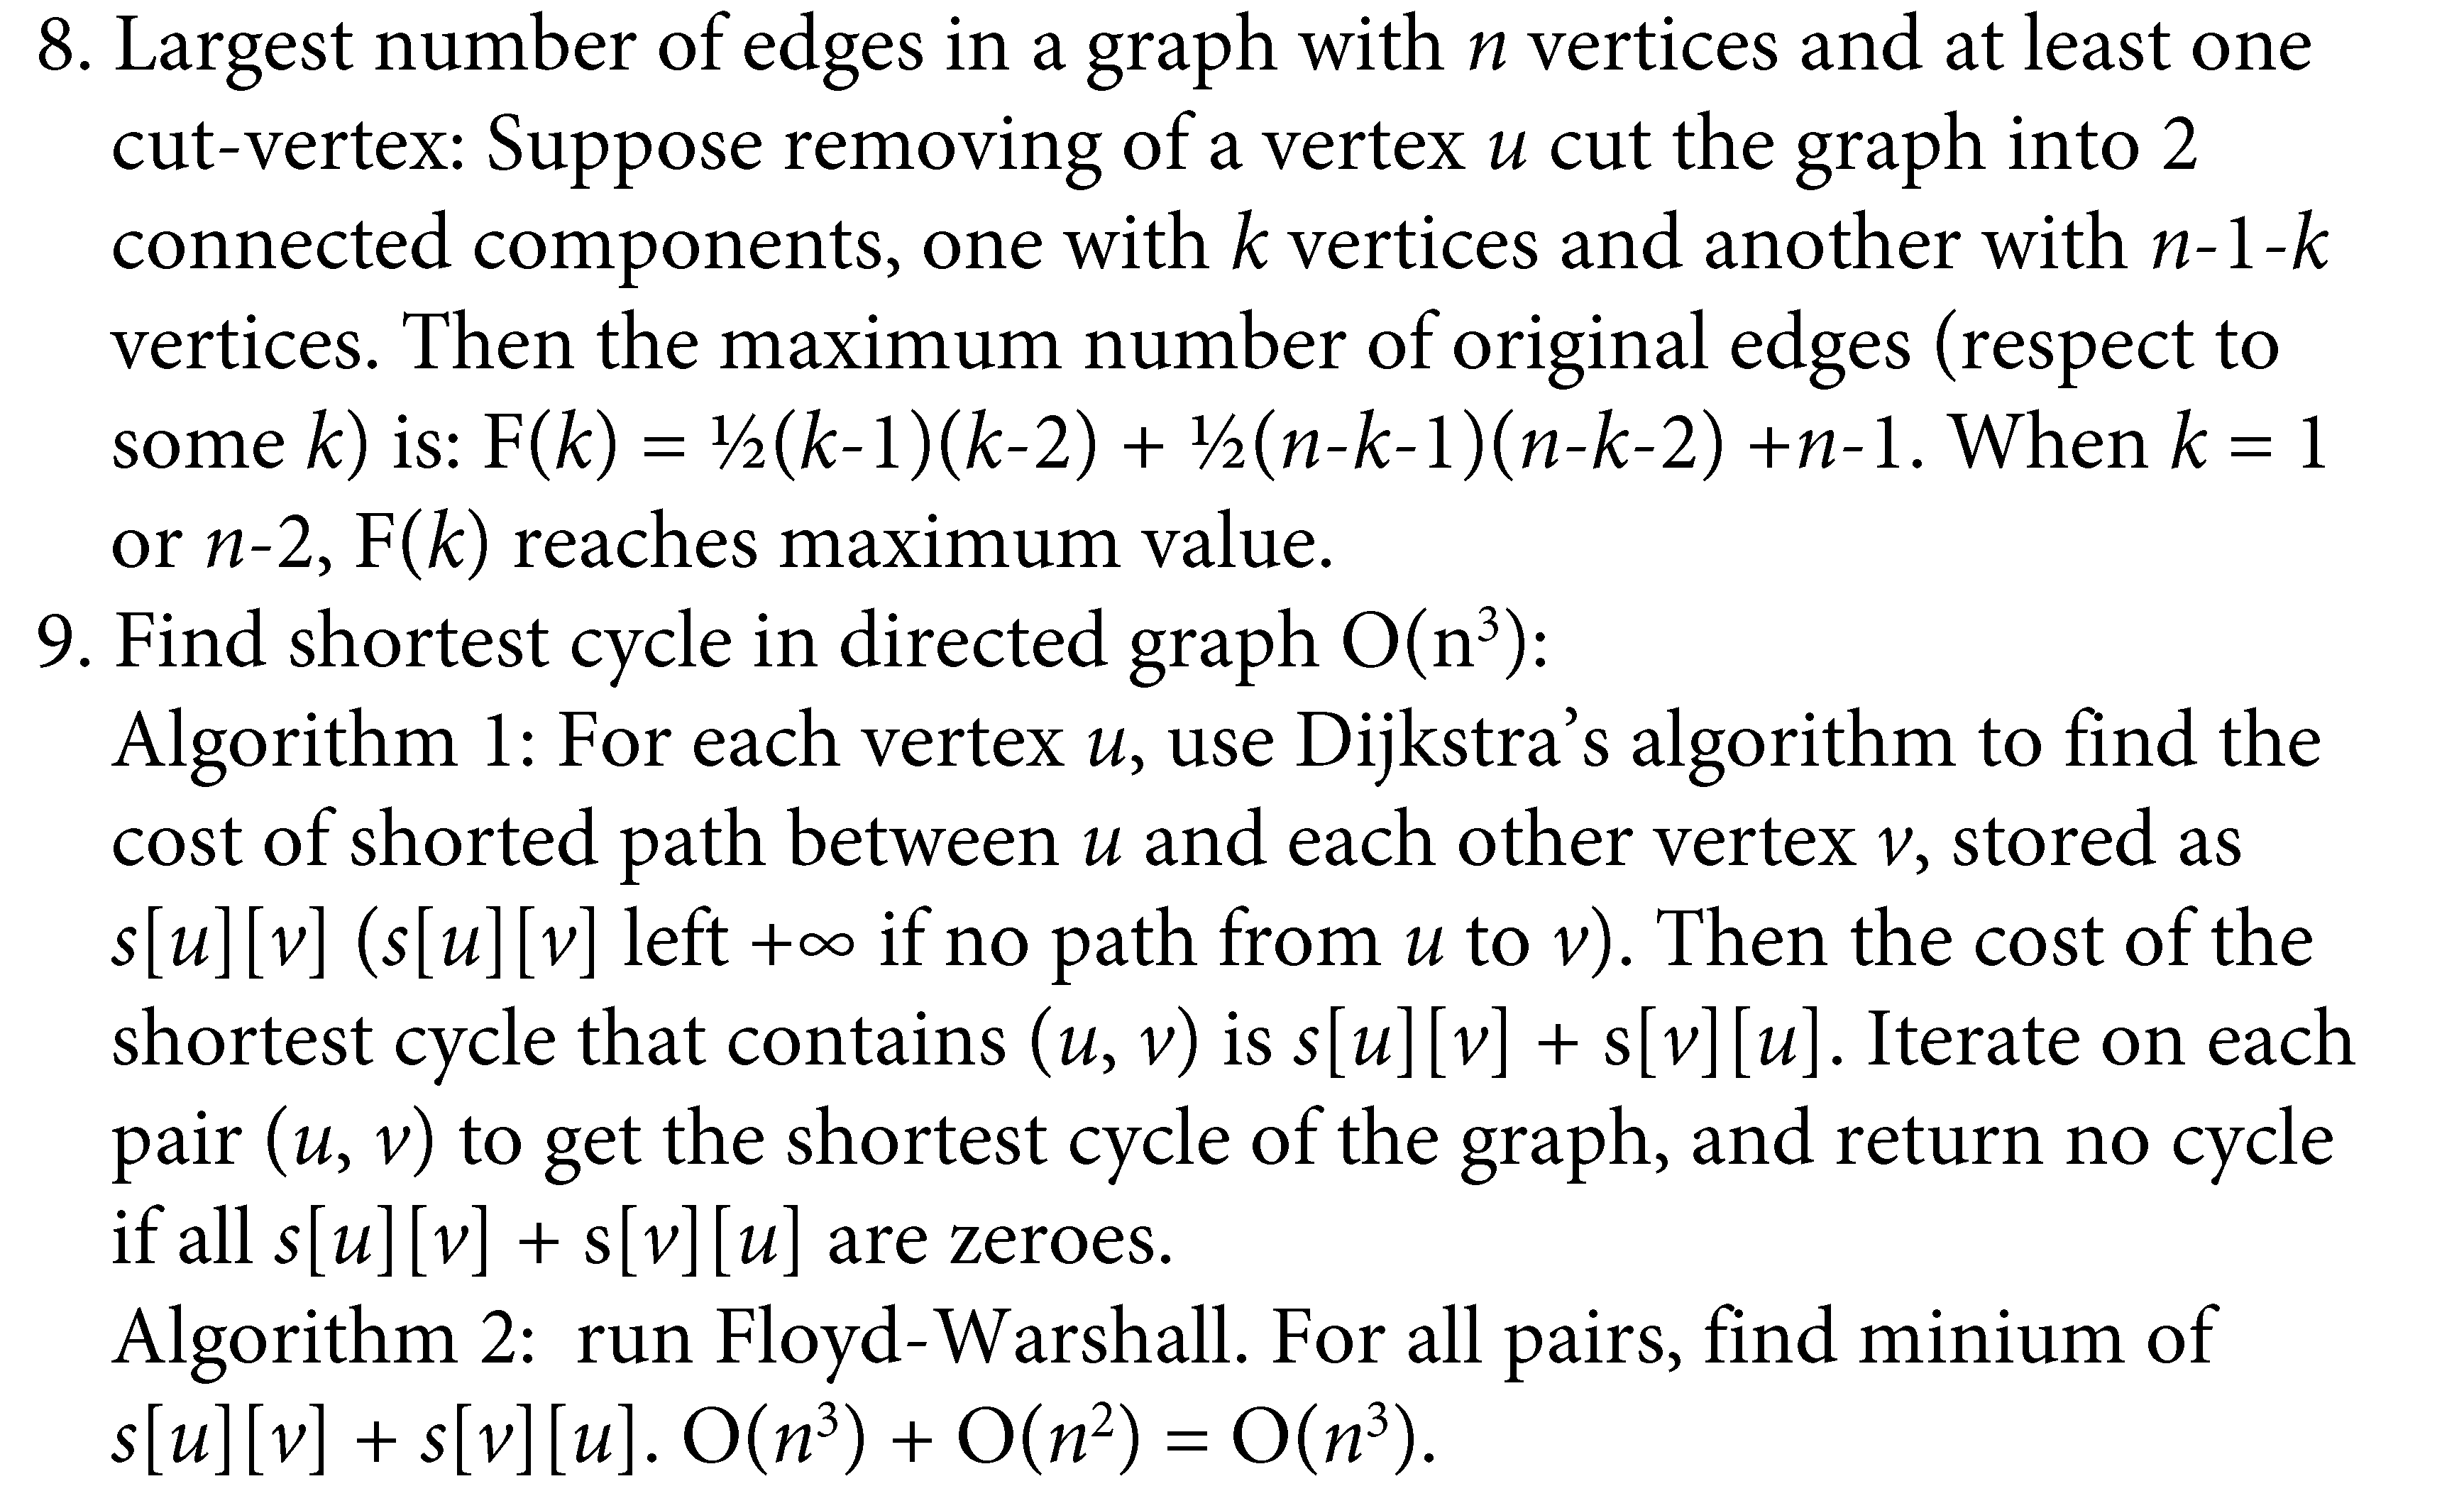 8. Largest number of edges in a graph with n vertices and at least one
cut-vertex: Suppose removing of a vertex u cut the graph into 2
connected components, one with k vertices and another with n-1-k
vertices. Then the maximum number of original edges (respect to
some k) is: F(k) = ½(k-1)(k-2) + ½(n-k-1)(n-k-2) +n-1. When k = 1
or n-2, F(k) reaches maximum value.
9. Find shortest cycle in directed graph O(n³):
Algorithm 1: For each vertex u, use Dijkstra’s algorithm to find the
cost of shorted path between u and each other vertex v, stored as
s[u][v] (s[u][v] left +∞ if no path from u to v). Then the cost of the
shortest cycle that contains (u, v) is s[u][v] + s[v][u]. Iterate on each
pair (u, v) to get the shortest cycle of the graph, and return no cycle
if all s[u][v] + s[v][u] are zeroes.
Algorithm 2: run Floyd-Warshall. For all pairs, find minium of
s[u][v] + s[v][u]. O(n³) + O(n²) = O(n³).